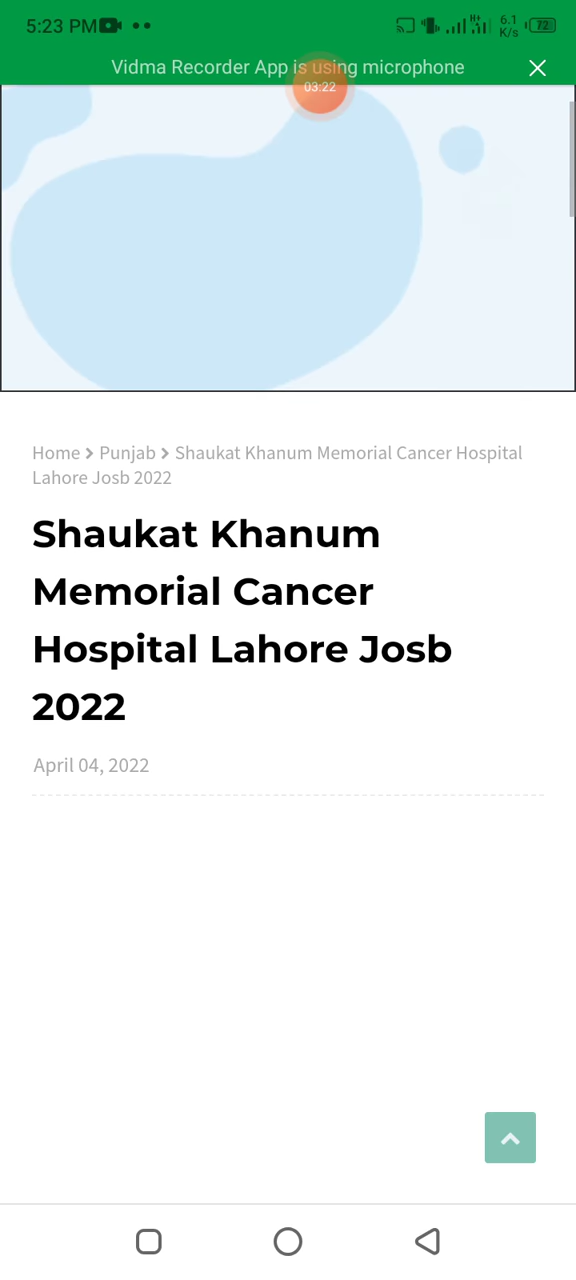 5:23 PM
H+
6.1
K/s
72
Vidma Recorder App is using microphone
03:22
Home > Punjab > Shaukat Khanum Memorial Cancer Hospital
Lahore Josb 2022
Shaukat Khanum
Memorial Cancer
Hospital Lahore Josb
2022
April 04, 2022